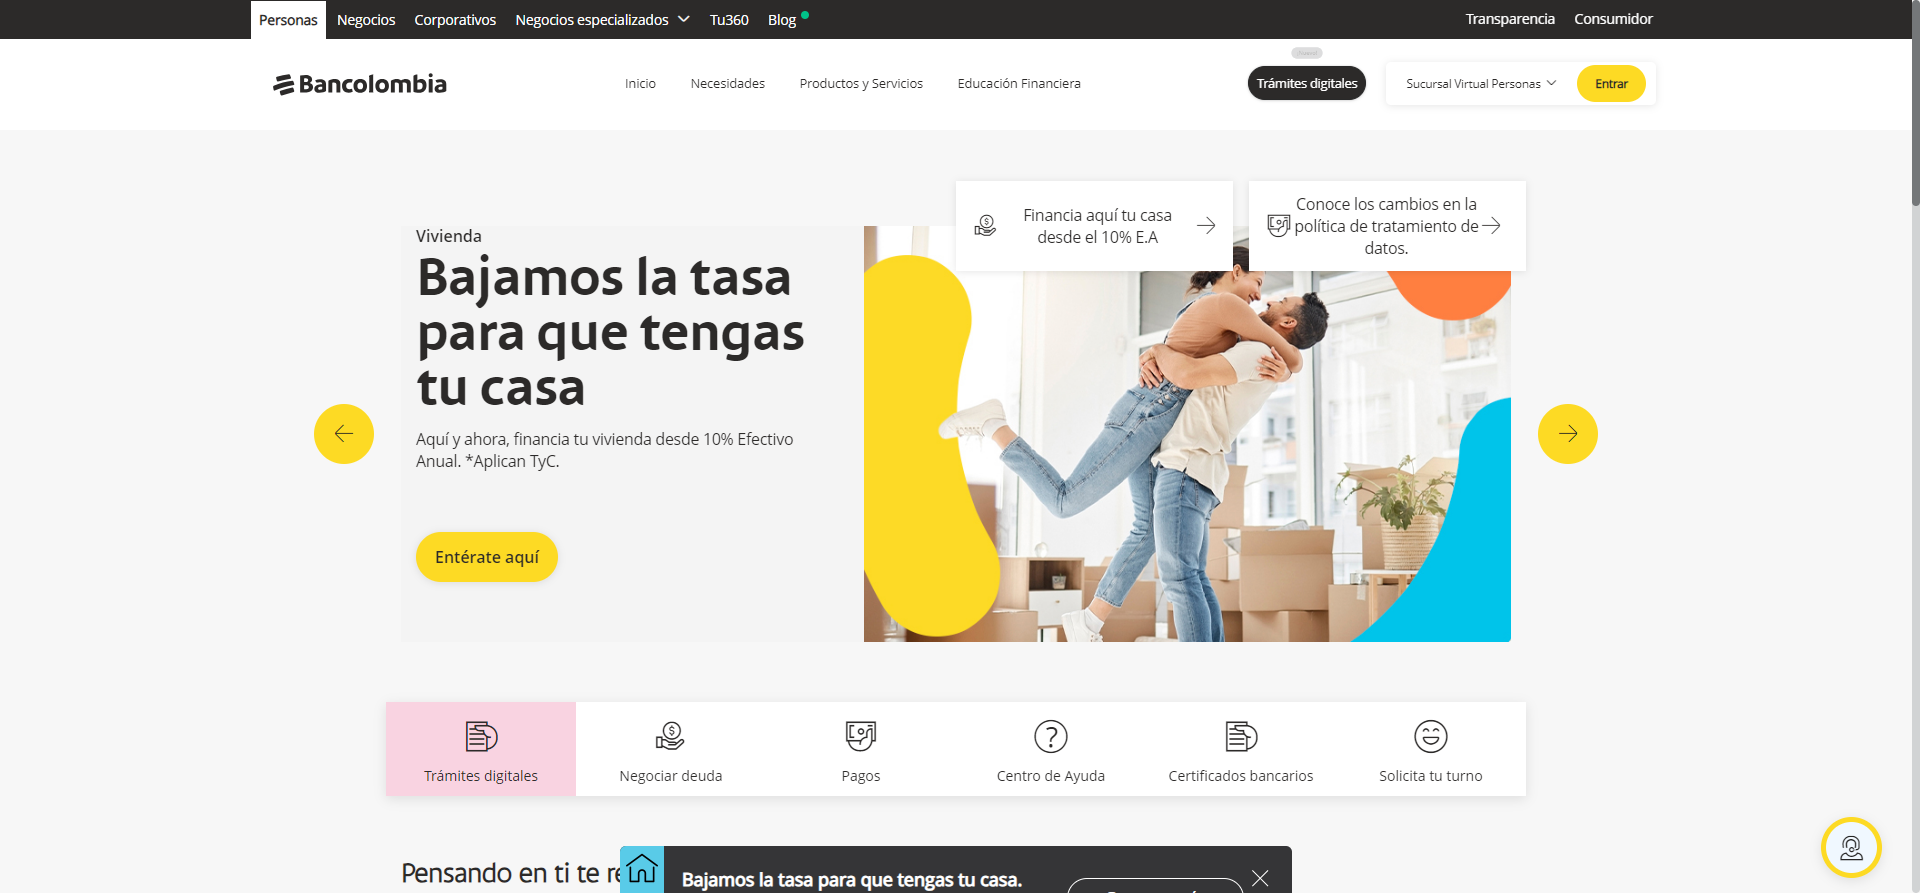 Personas
Negocios
Corporativos
Negocios especializados
Tu360
Blog
Transparencia
Consumidor
Bancolombia
Inicio
Necesidades
Productos y Servicios
Educación Financiera
Trámites digitales
Sucursal Virtual Personas
Entrar
Financia aquí tu casa
desde el 10% E.A
Conoce los cambios en la
política de tratamiento de
datos.
Vivienda
Bajamos la tasa
para que tengas
tu casa
Aquí y ahora, financia tu vivienda desde 10% Efectivo
Anual. *Aplican TyC.
Entérate aquí
Trámites digitales
Negociar deuda
Pagos
Centro de Ayuda
Certificados bancarios
Solicita tu turno
Pensando en ti te
Bajamos la tasa para que tengas tu casa.